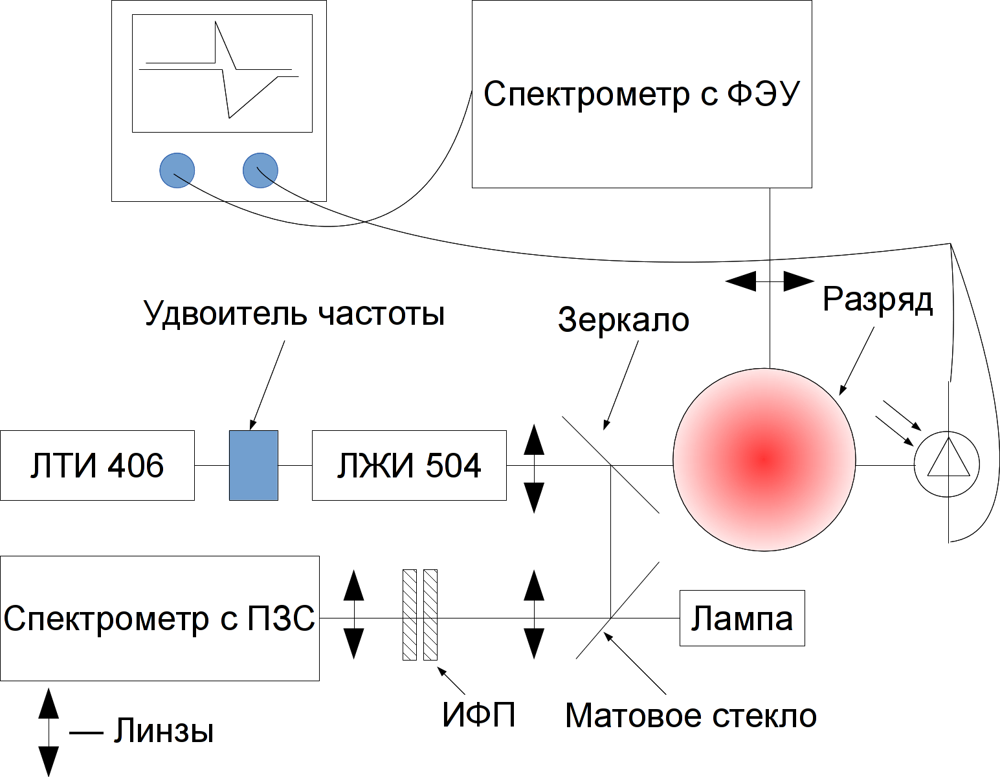 Спектрометр с ФЭУ
Разряд
Удвоитель частоты
Зеркало
ЛТИ 406
ЛЖИ 504
Спектрометр с ПЗС
Лампа
ИФП
Матовое стекло
— Линзы